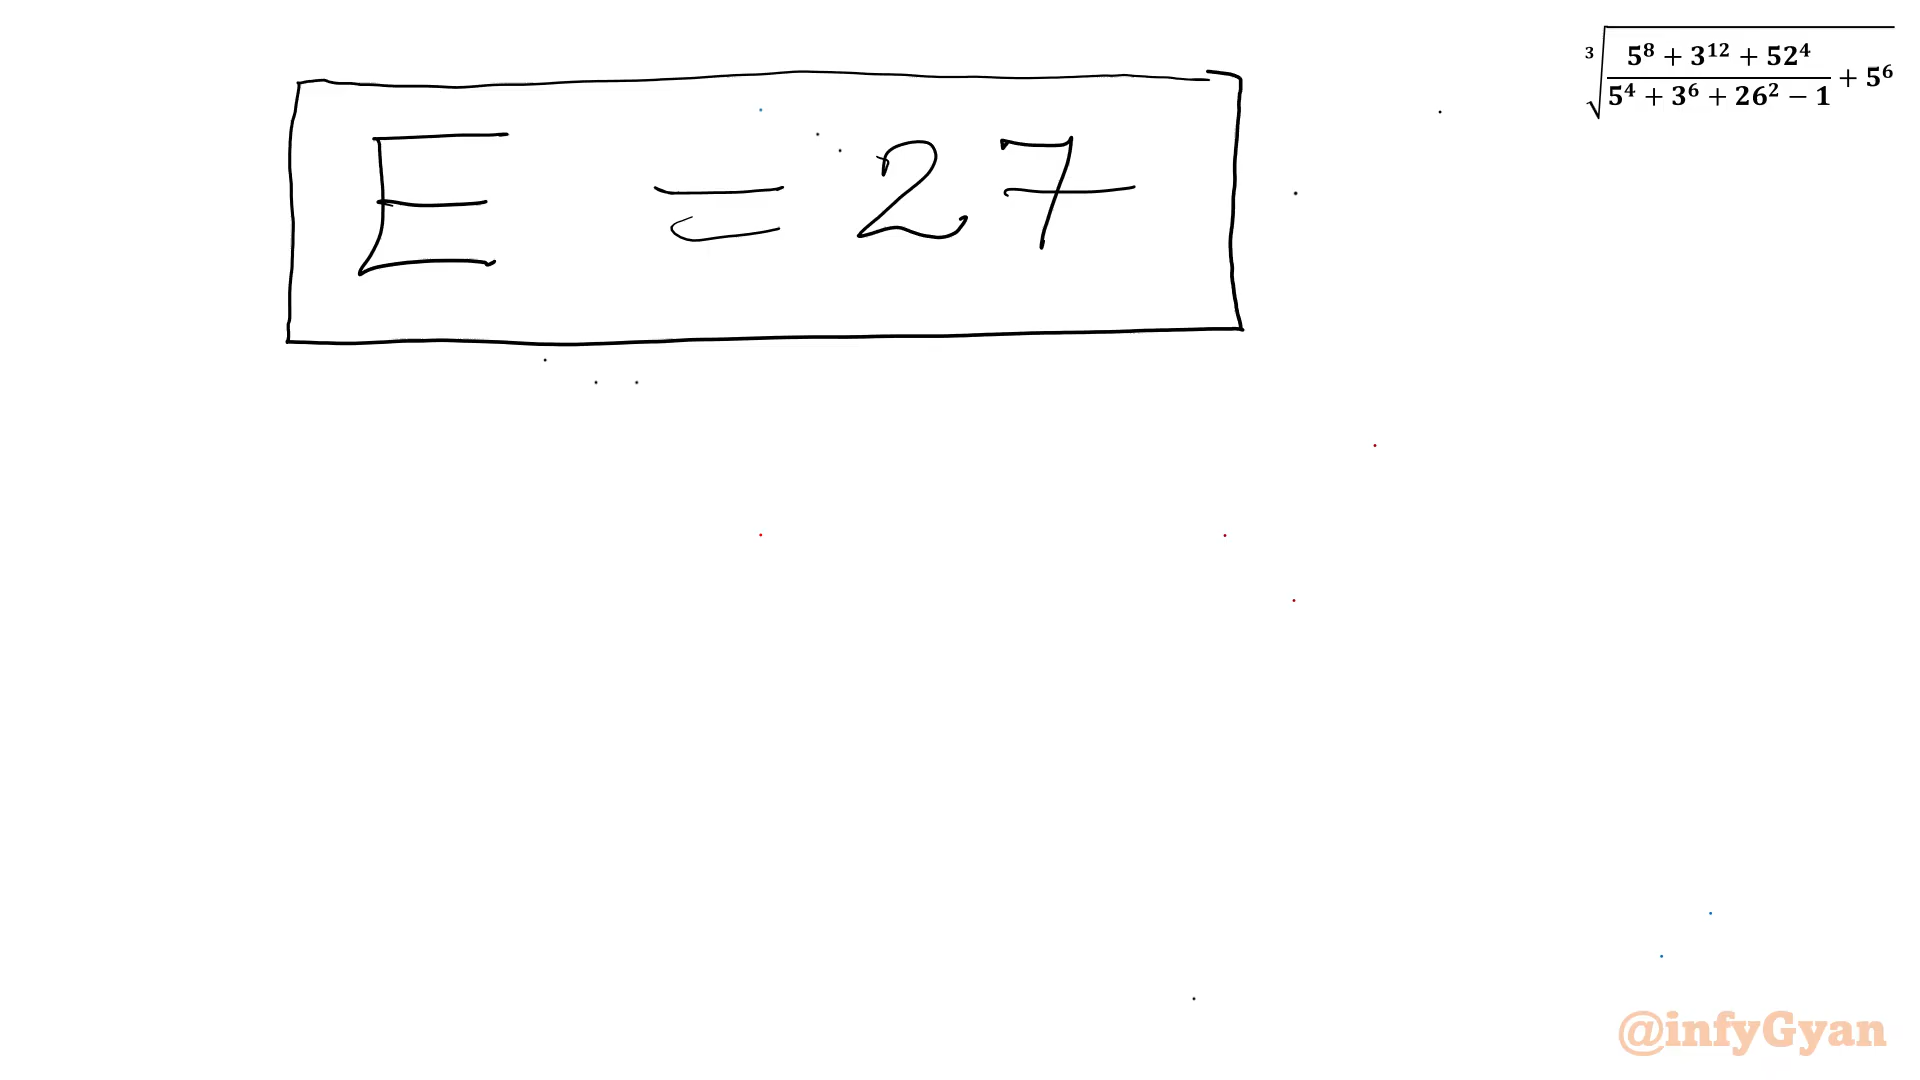 ∛((5⁸ + 3¹² + 52⁴)/(5⁴ + 3⁶ + 26² − 1) + 5⁶)
E = 27
@infyGyan